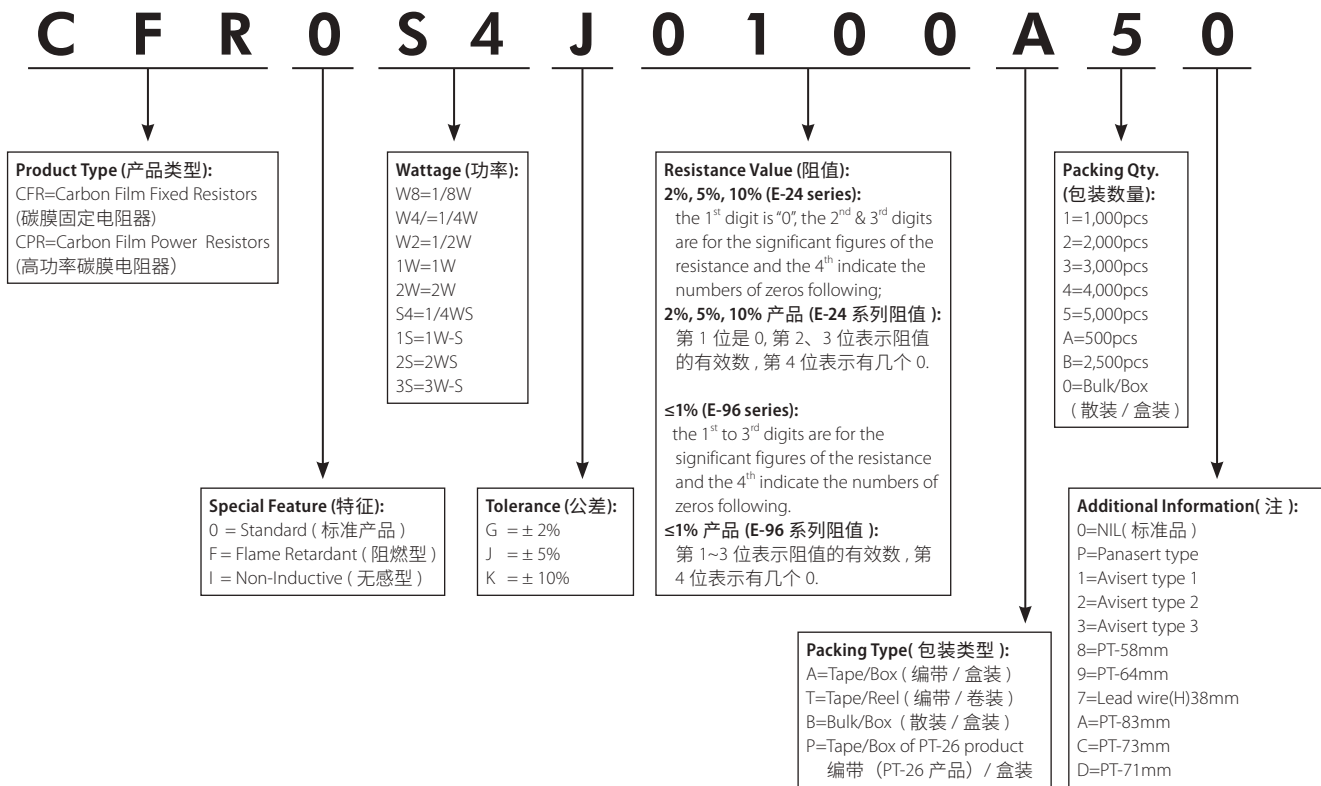 C F R 0 S 4 J 0 1 0 0 A 5 0
Product Type (产品类型):
CFR=Carbon Film Fixed Resistors
(碳膜固定电阻器)
CPR=Carbon Film Power Resistors
(高功率碳膜电阻器）
Wattage (功率):
W8=1/8W
W4/=1/4W
W2=1/2W
1W=1W
2W=2W
S4=1/4WS
1S=1W-S
2S=2WS
3S=3W-S
Resistance Value (阻值):
2%, 5%, 10% (E-24 series):
the 1st digit is "0", the 2nd & 3rd digits
are for the significant figures of the
resistance and the 4th indicate the
numbers of zeros following;
2%, 5%, 10% 产品 (E-24 系列阻值 ):
第 1 位是 0, 第 2、3 位表示阻值
的有效数 , 第 4 位表示有几个 0.
≤1% (E-96 series):
the 1st to 3rd digits are for the
significant figures of the resistance
and the 4th indicate the numbers of
zeros following.
≤1% 产品 (E-96 系列阻值 ):
第 1~3 位表示阻值的有效数 , 第
4 位表示有几个 0.
Packing Qty.
(包装数量):
1=1,000pcs
2=2,000pcs
3=3,000pcs
4=4,000pcs
5=5,000pcs
A=500pcs
B=2,500pcs
0=Bulk/Box
（ 散装 / 盒装 ）
Special Feature (特征):
0 = Standard ( 标准产品 )
F = Flame Retardant ( 阻燃型 )
I = Non-Inductive ( 无感型 )
Tolerance (公差):
G = ± 2%
J = ± 5%
K = ± 10%
Packing Type( 包装类型 ):
A=Tape/Box ( 编带 / 盒装 )
T=Tape/Reel ( 编带 / 卷装 )
B=Bulk/Box （ 散装 / 盒装 ）
P=Tape/Box of PT-26 product
编带（PT-26 产品）/ 盒装
Additional Information( 注 ):
0=NIL( 标准品 )
P=Panasert type
1=Avisert type 1
2=Avisert type 2
3=Avisert type 3
8=PT-58mm
9=PT-64mm
7=Lead wire(H)38mm
A=PT-83mm
C=PT-73mm
D=PT-71mm